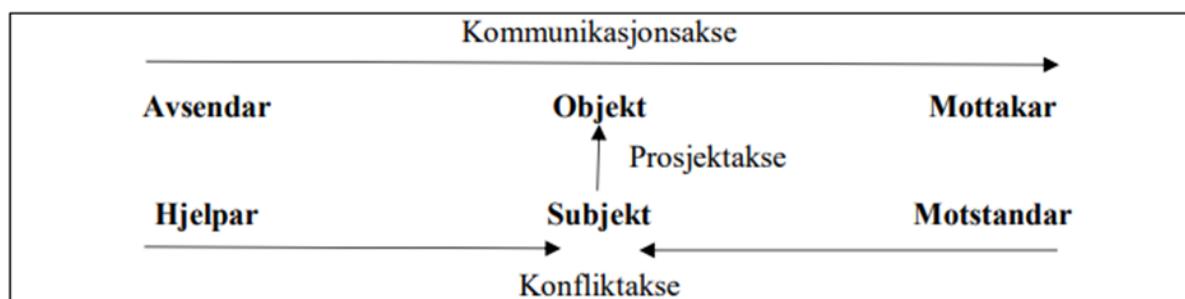 Kommunikasjonsakse
Avsendar Objekt Mottakar
Prosjektakse
Hjelpar Subjekt Motstandar
Konfliktakse